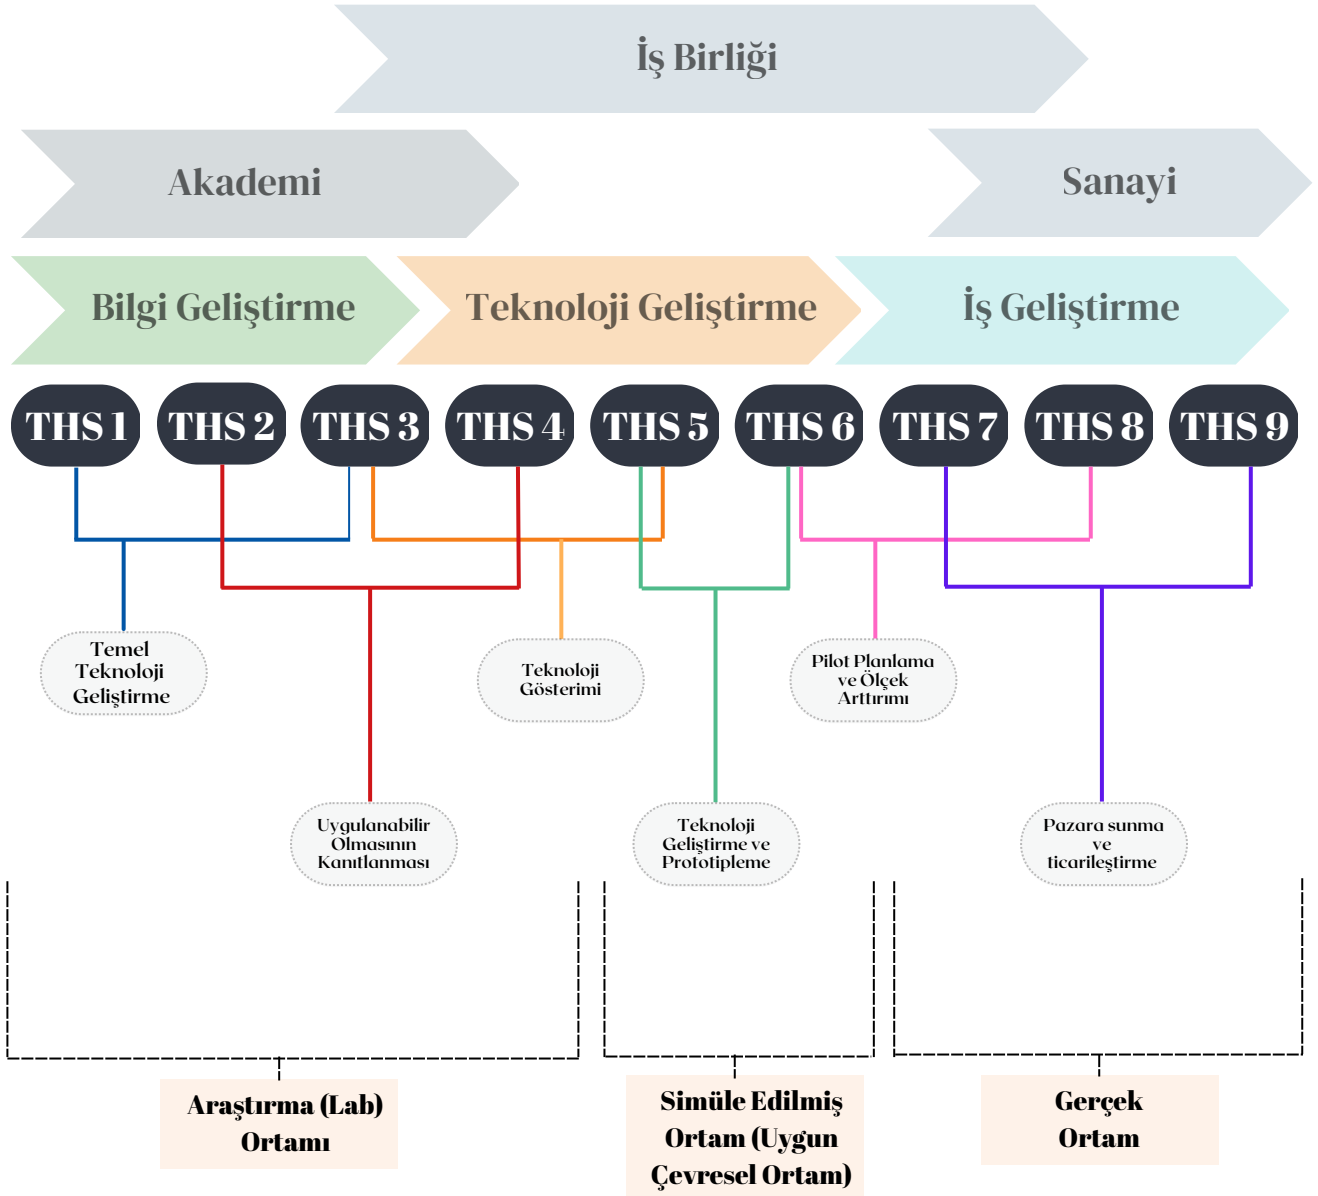 İş Birliği
Akademi
Sanayi
Bilgi Geliştirme
Teknoloji Geliştirme
İş Geliştirme
THS 1
THS 2
THS 3
THS 4
THS 5
THS 6
THS 7
THS 8
THS 9
Temel
Teknoloji
Geliştirme
Teknoloji
Gösterimi
Pilot Planlama
ve Ölçek
Arttırımı
Uygulanabilir
Olmasının
Kanıtlanması
Teknoloji
Geliştirme ve
Prototipleme
Pazara sunma
ve
ticarileştirme
Araştırma (Lab)
Ortamı
Simüle Edilmiş
Ortam (Uygun
Çevresel Ortam)
Gerçek
Ortam